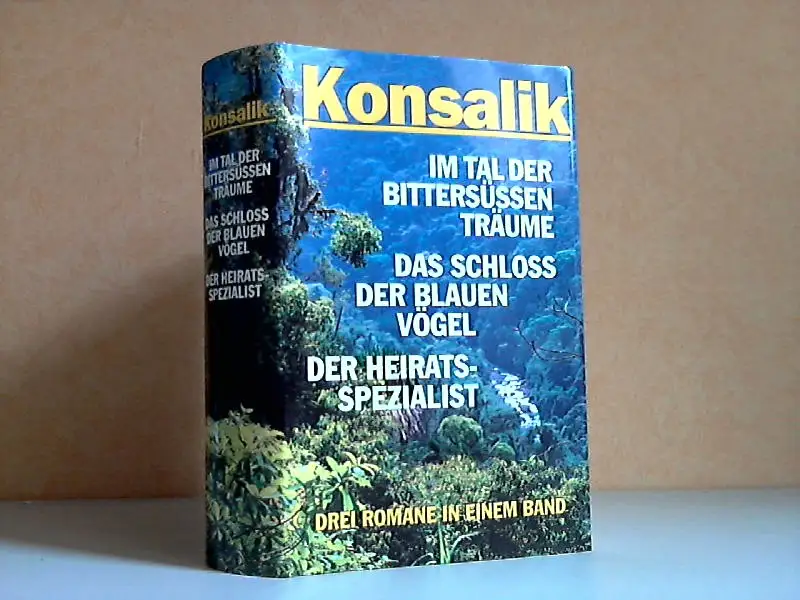 Konsalik
IM TAL DER
BITTERSÜSSEN
TRÄUME
DAS SCHLOSS
DER BLAUEN
VÖGEL
DER HEIRATS-
SPEZIALIST
Konsalik
IM TAL DER
BITTERSÜSSEN
TRÄUME
DAS SCHLOSS
DER BLAUEN
VÖGEL
DER HEIRATS-
SPEZIALIST
DREI ROMANE IN EINEM BAND